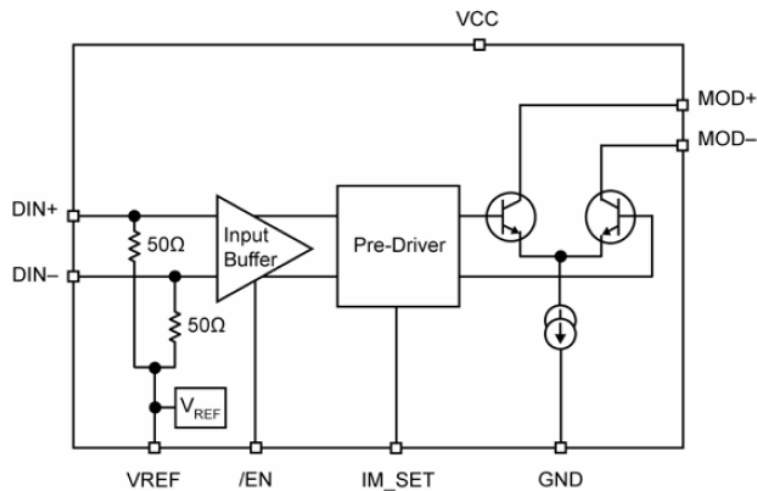 VCC
MOD+
MOD–
DIN+
50Ω
Input
Buffer
Pre-Driver
DIN–
50Ω
VREF
VREF
/EN
IM_SET
GND